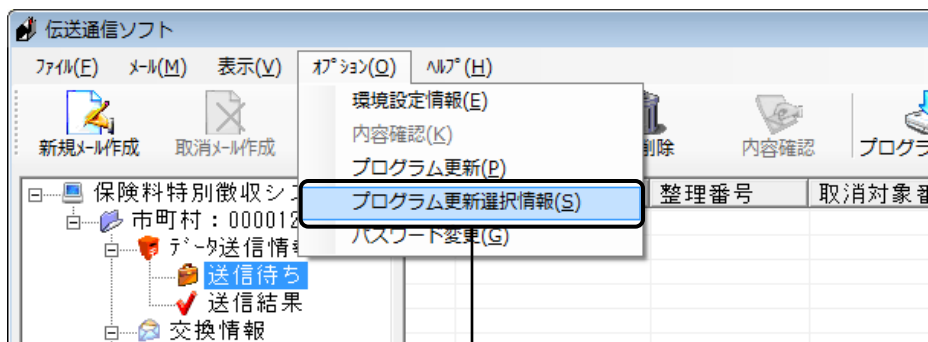 伝送通信ソフト
ﾌｧｲﾙ(F) ﾒｰﾙ(M) 表示(V) ｵﾌﾟｼｮﾝ(O) ﾍﾙﾌﾟ(H)
環境設定情報(E)
内容確認(K)
プログラム更新(P)
プログラム更新選択情報(S)
パスワード変更(G)
新規ﾒｰﾙ作成 取消ﾒｰﾙ作成 削除 内容確認 プログラ
整理番号 取消対象番
保険料特別徴収シス
市町村：000012
ﾃﾞｰﾀ送信情報
送信待ち
送信結果
交換情報